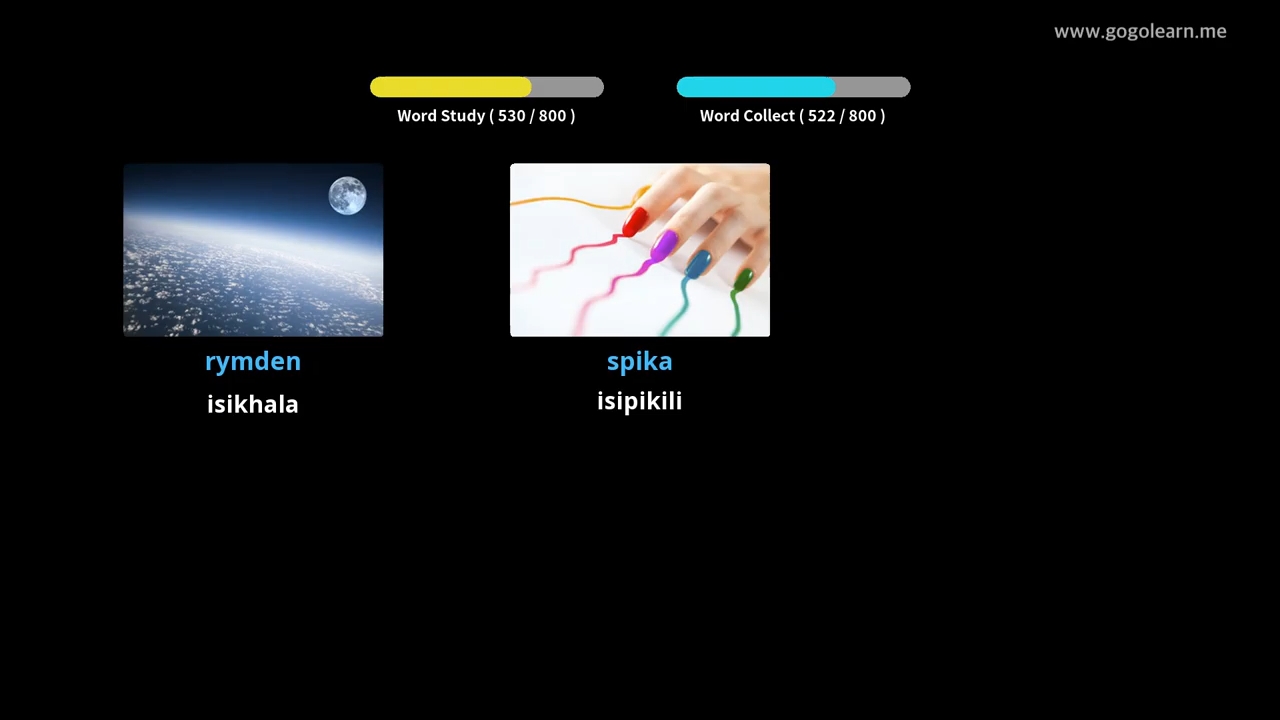 www.gogolearn.me
Word Study ( 530 / 800 )
Word Collect ( 522 / 800 )
rymden
isikhala
spika
isipikili